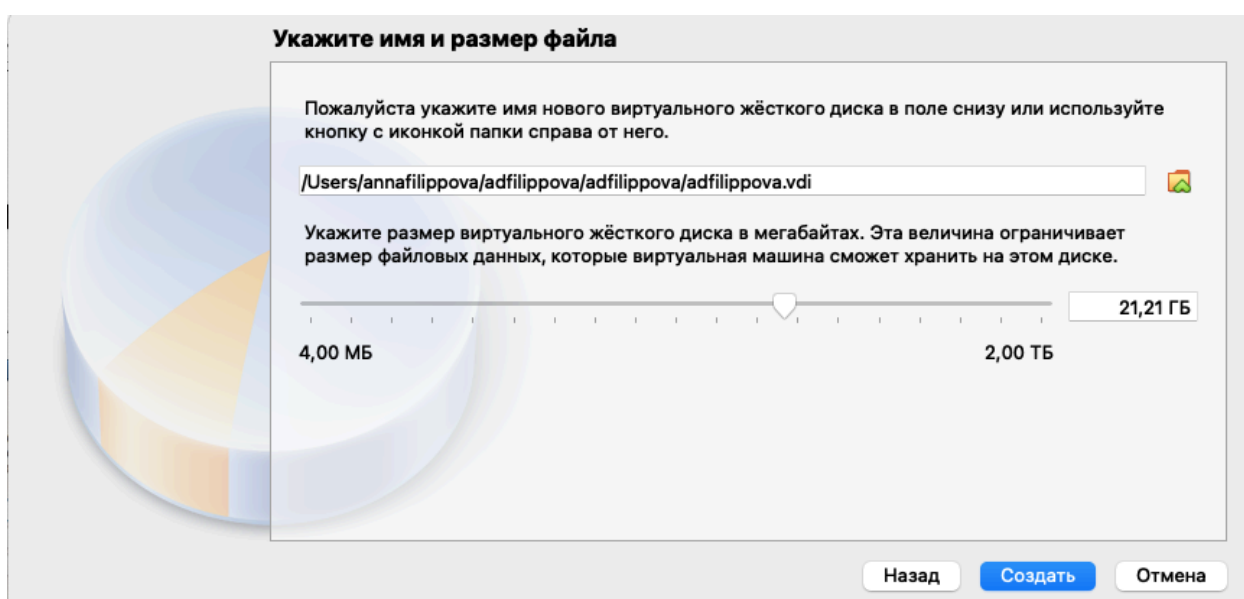 Укажите имя и размер файла
Пожалуйста укажите имя нового виртуального жёсткого диска в поле снизу или используйте
кнопку с иконкой папки справа от него.
/Users/annafilippova/adfilippova/adfilippova/adfilippova.vdi
Укажите размер виртуального жёсткого диска в мегабайтах. Эта величина ограничивает
размер файловых данных, которые виртуальная машина сможет хранить на этом диске.
21,21 ГБ
4,00 МБ
2,00 ТБ
Назад
Создать
Отмена